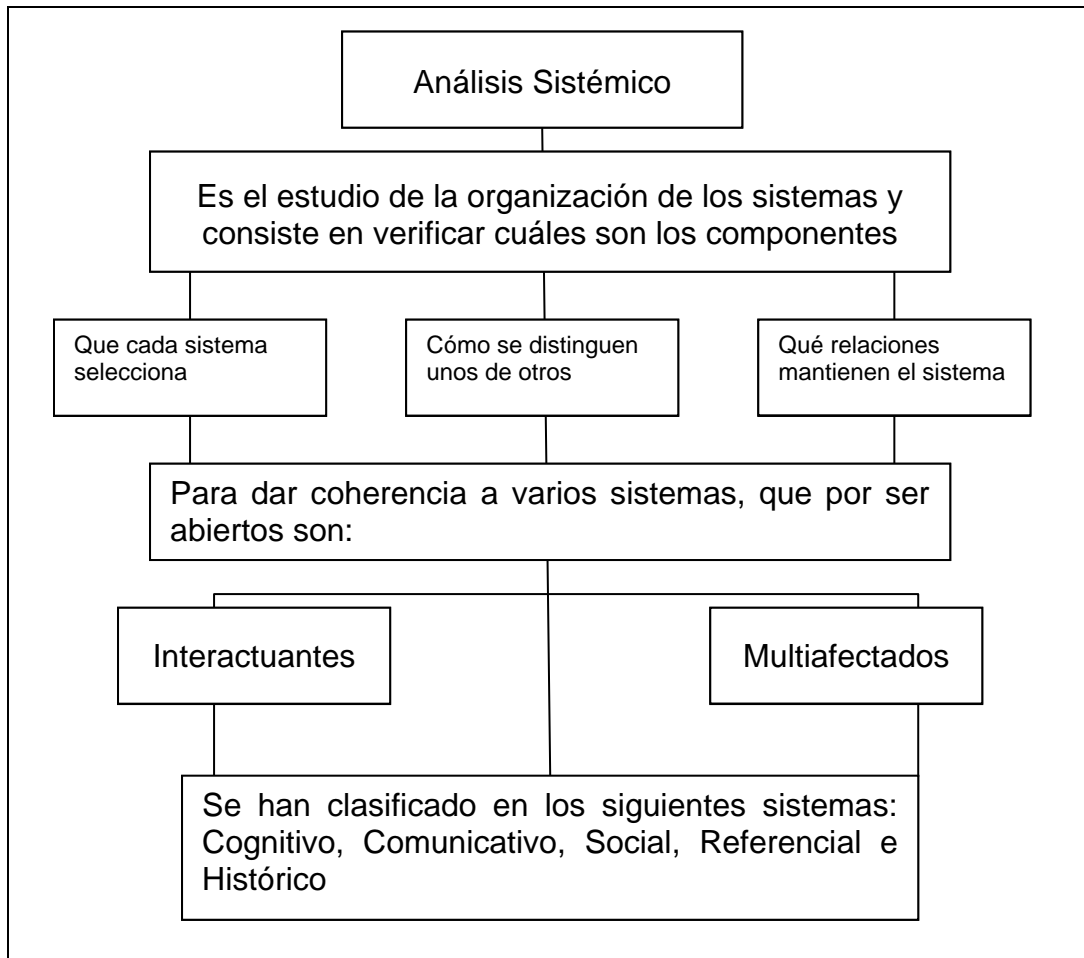 Análisis Sistémico
Es el estudio de la organización de los sistemas y
consiste en verificar cuáles son los componentes
Que cada sistema
selecciona
Cómo se distinguen
unos de otros
Qué relaciones
mantienen el sistema
Para dar coherencia a varios sistemas, que por ser
abiertos son:
Interactuantes
Multiafectados
Se han clasificado en los siguientes sistemas:
Cognitivo, Comunicativo, Social, Referencial e
Histórico